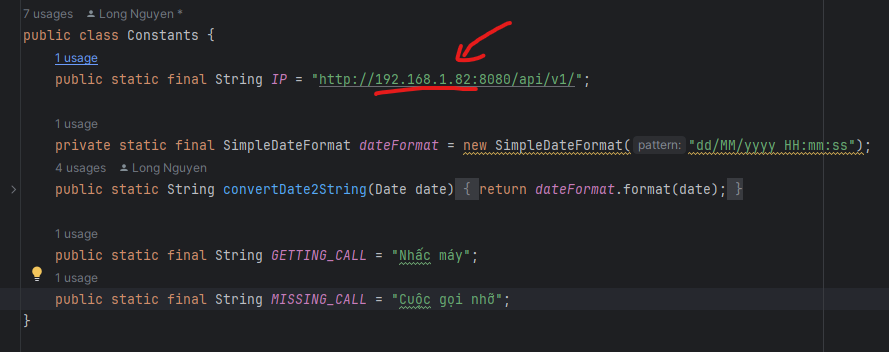 7 usages Long Nguyen *
public class Constants {
1 usage
public static final String IP = "http://192.168.1.82:8080/api/v1/";
1 usage
private static final SimpleDateFormat dateFormat = new SimpleDateFormat( pattern: "dd/MM/yyyy HH:mm:ss");
4 usages Long Nguyen
public static String convertDate2String(Date date) { return dateFormat.format(date); }
1 usage
public static final String GETTING_CALL = "Nhấc máy";
1 usage
public static final String MISSING_CALL = "Cuộc gọi nhỡ";
}